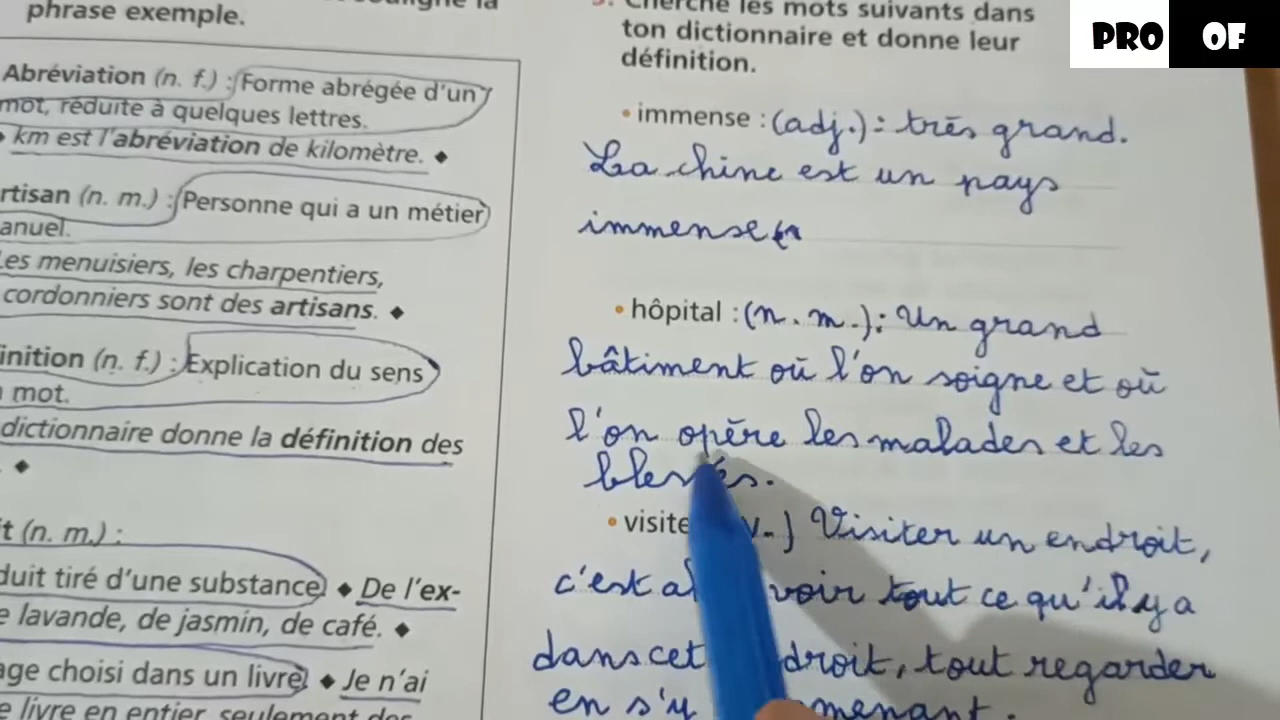 phrase exemple.
Abréviation (n. f.) : Forme abrégée d'un
mot, réduite à quelques lettres.
km est l'abréviation de kilomètre. ◆
rtisan (n. m.) : Personne qui a un métier
anuel.
Les menuisiers, les charpentiers,
cordonniers sont des artisans. ◆
inition (n. f.) : Explication du sens
mot.
dictionnaire donne la définition des
◆
it (n. m.) :
duit tiré d'une substance ◆ De l'ex-
e lavande, de jasmin, de café. ◆
age choisi dans un livre ◆ Je n'ai
e livre en entier, seulement des
Cherche les mots suivants dans
ton dictionnaire et donne leur
définition.
• immense : (adj.) : très grand.
La chine est un pays
immense
• hôpital : (n. m.) : Un grand
bâtiment où l'on soigne et où
l'on opère les malades et les
blessés.
• visite v.) Visiter un endroit,
c'est al voir tout ce qu'il y a
dans cet droit, tout regarder
en s'y menant.
PRO OF